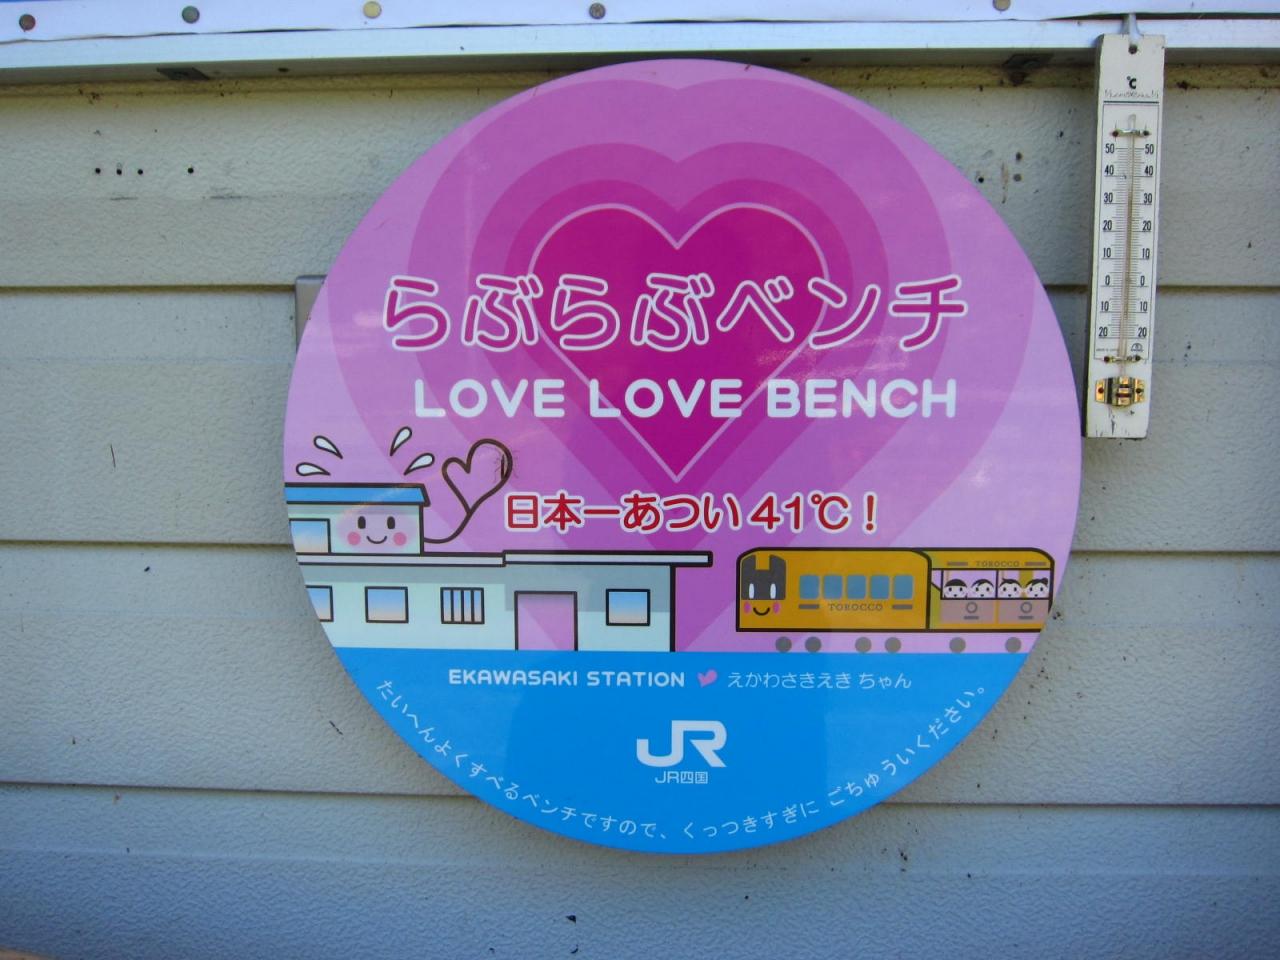 らぶらぶベンチ
LOVE LOVE BENCH
日本一あつい41℃！
TOROCCO
TOROCCO
EKAWASAKI STATION えかわさきえき ちゃん
JR
JR四国
たいへんよくすべるベンチですので、くっつきすぎに ごちゅういください。
℃
50 50
40 40
30 30
20 20
10 10
0 0
10 10
20 20